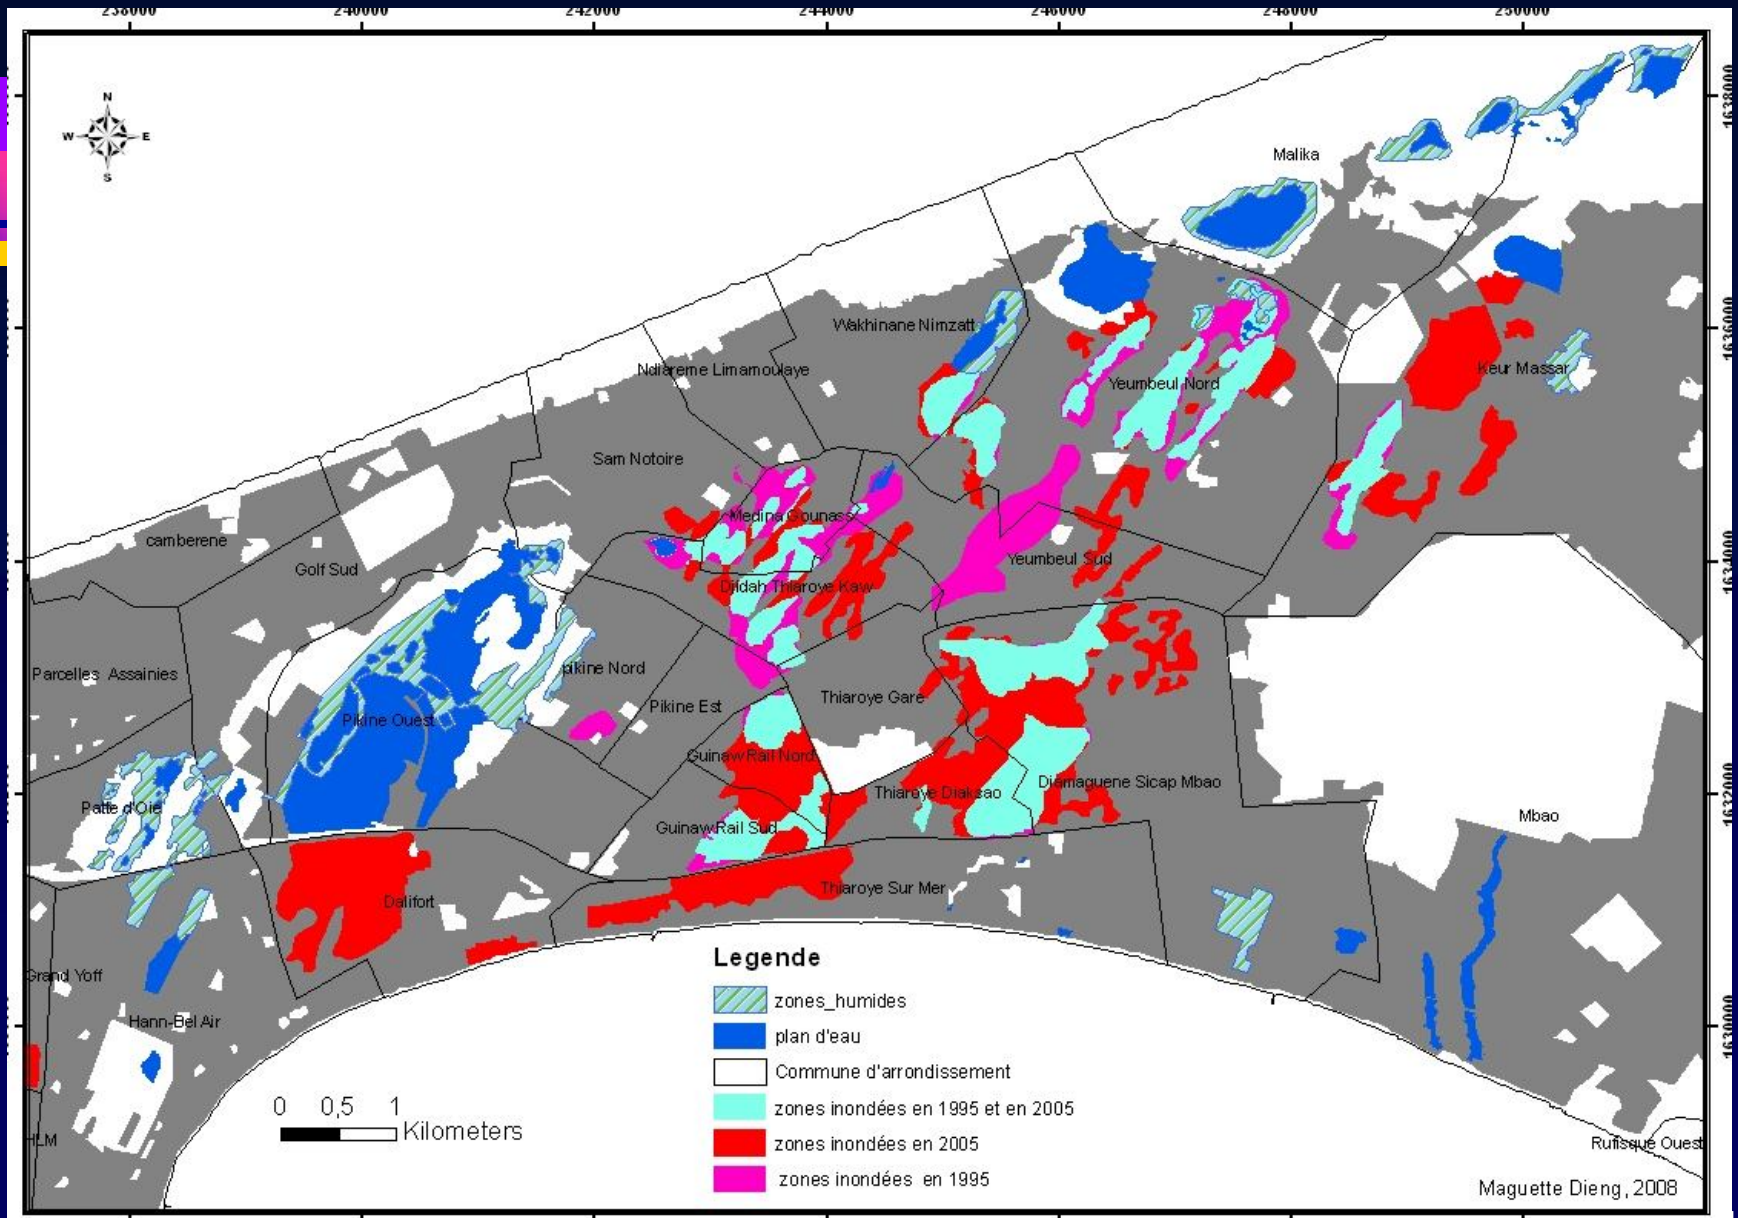 238000 240000 242000 244000 246000 248000 250000
N
W E
S
1638000
Malika
Wakhinane Nimzatt
1636000
Ndiareme Limamoulaye
Keur Massar
Yeumbeul Nord
Sam Notoire
Medina Gounass
camberene
Golf Sud
Yeumbeul Sud
1634000
Djidah Thiaroye Kaw
pikine Nord
Parcelles Assainies
Thiaroye Gare
Pikine Est
Pikine Ouest
Guinaw Rail Nord
Diamaguene Sicap Mbao
Thiaroye Diaksao
1632000
Patte d'Oie
Mbao
Guinaw Rail Sud
Thiaroye Sur Mer
Dalifort
Legende
Grand Yoff
zones_humides
Hann-Bel Air
1630000
plan d'eau
Commune d'arrondissement
0 0,5 1
Kilometers
zones inondées en 1995 et en 2005
HLM
zones inondées en 2005
Rufisque Ouest
zones inondées en 1995
Maguette Dieng, 2008